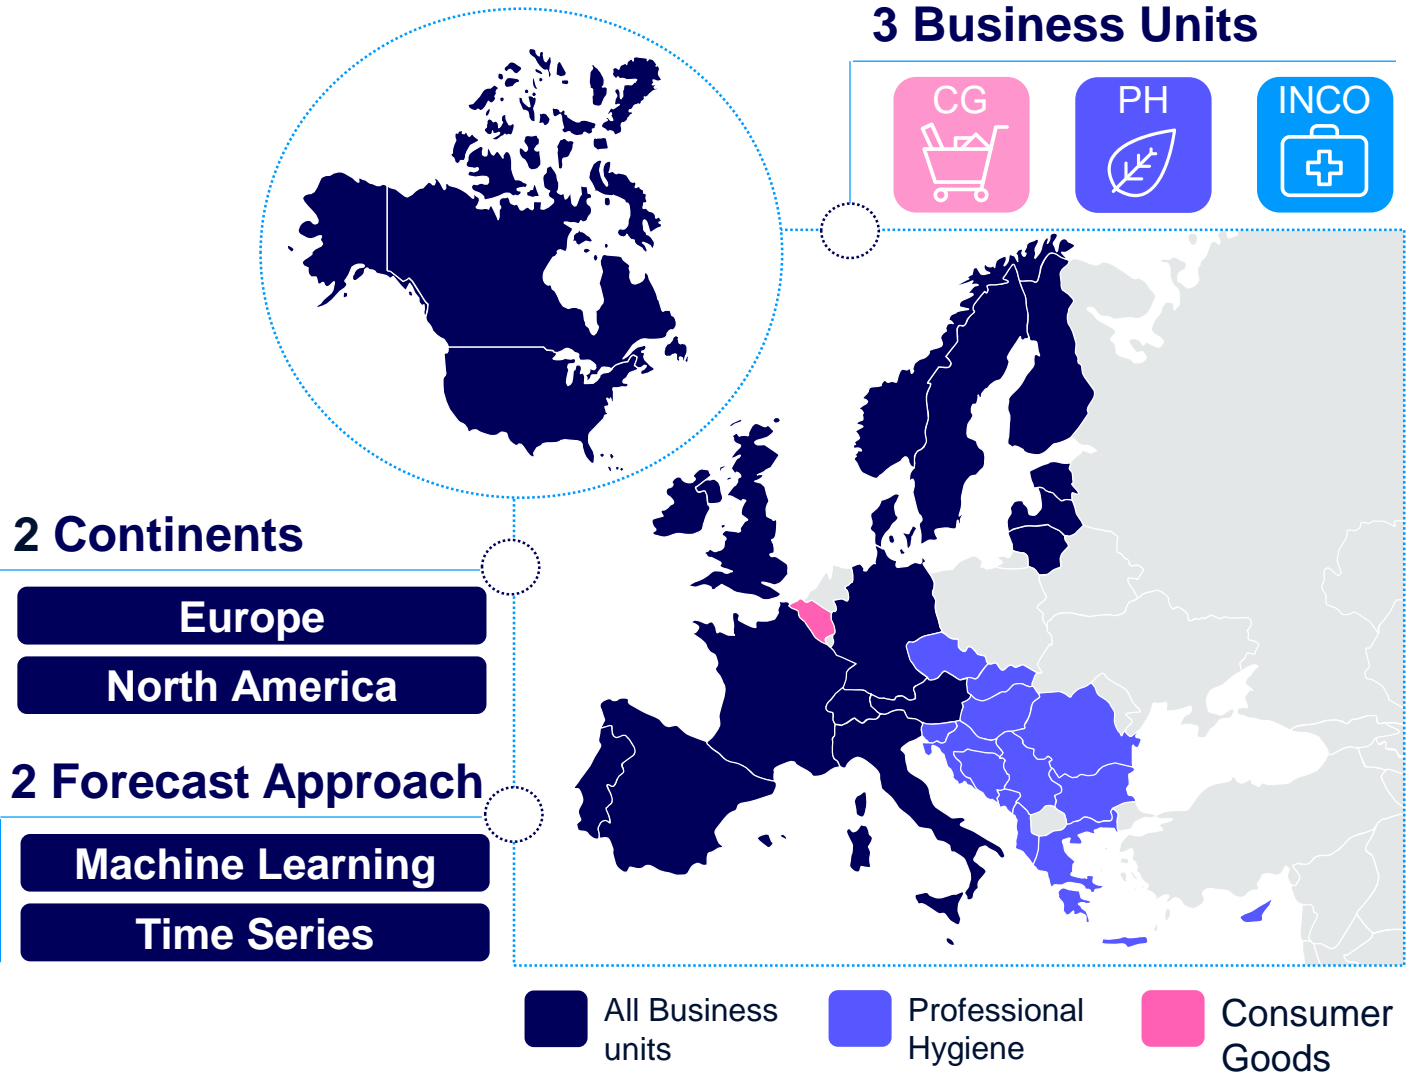 3 Business Units
CG
PH
INCO
2 Continents
Europe
North America
2 Forecast Approach
Machine Learning
Time Series
All Business
units
Professional
Hygiene
Consumer
Goods